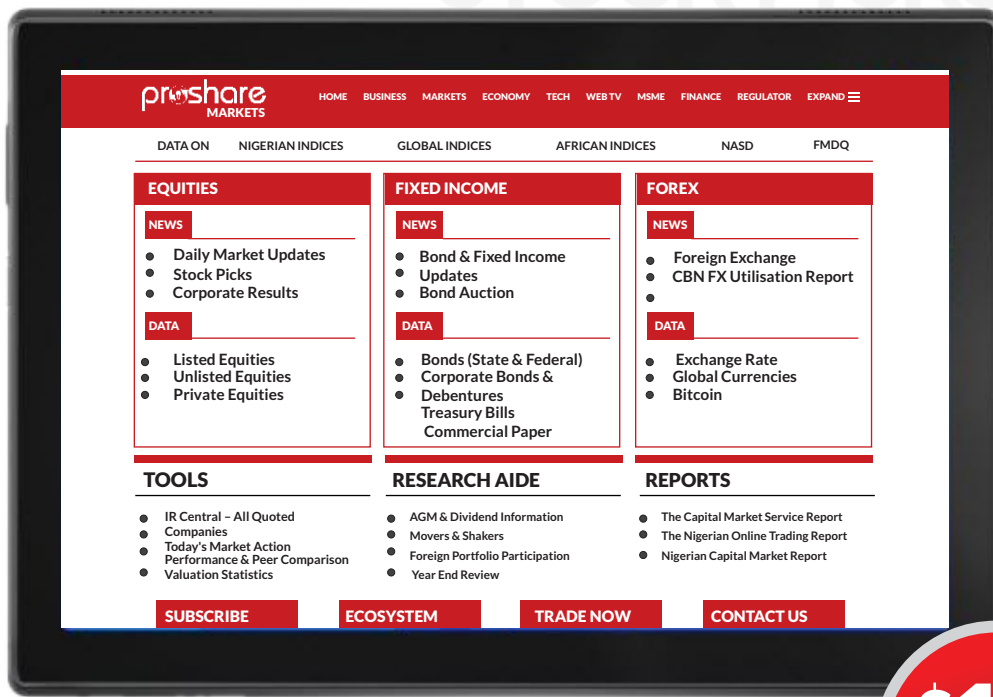 proshare
MARKETS
HOME BUSINESS MARKETS ECONOMY TECH WEB TV MSME FINANCE REGULATOR EXPAND
DATA ON NIGERIAN INDICES GLOBAL INDICES AFRICAN INDICES NASD FMDQ
EQUITIES
NEWS
Daily Market Updates
Stock Picks
Corporate Results
DATA
Listed Equities
Unlisted Equities
Private Equities
FIXED INCOME
NEWS
Bond & Fixed Income
Updates
Bond Auction
DATA
Bonds (State & Federal)
Corporate Bonds &
Debentures
Treasury Bills
Commercial Paper
FOREX
NEWS
Foreign Exchange
CBN FX Utilisation Report
DATA
Exchange Rate
Global Currencies
Bitcoin
TOOLS
IR Central – All Quoted
Companies
Today's Market Action
Performance & Peer Comparison
Valuation Statistics
RESEARCH AIDE
AGM & Dividend Information
Movers & Shakers
Foreign Portfolio Participation
Year End Review
REPORTS
The Capital Market Service Report
The Nigerian Online Trading Report
Nigerian Capital Market Report
SUBSCRIBE ECOSYSTEM TRADE NOW CONTACT US